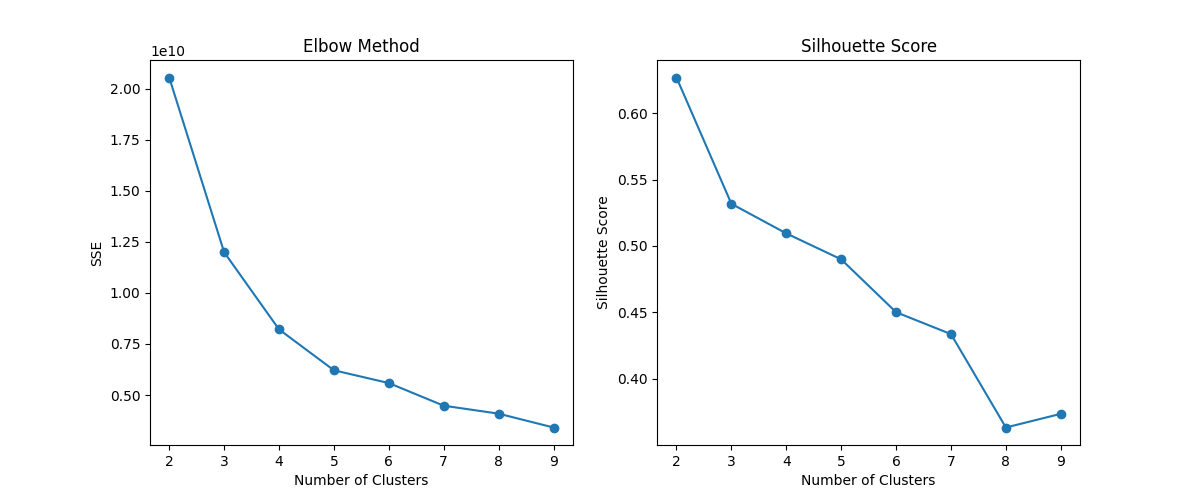 Elbow Method
1e10
2.00
1.75
1.50
1.25
1.00
0.75
0.50
SSE
2 3 4 5 6 7 8 9
Number of Clusters
Silhouette Score
0.60
0.55
0.50
0.45
0.40
Silhouette Score
2 3 4 5 6 7 8 9
Number of Clusters